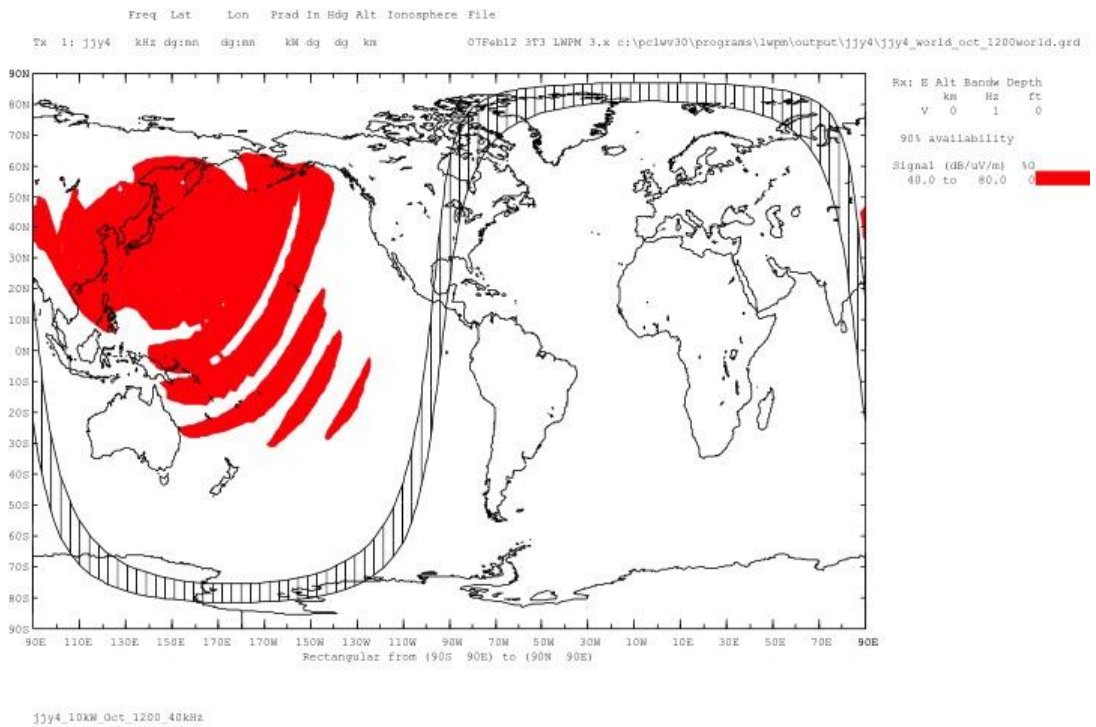 Freq Lat Lon Prad In Hdg Alt Ionosphere File
Tx 1: jjy4 kHz dg:mn dg:mn kW dg dg km 07Feb12 3T3 LWPM 3.x c:\pclwv30\programs\lwpm\output\jjy4\jjy4_world_oct_1200world.grd
Rx: E Alt Bandw Depth
km Hz ft
V 0 1 0
90% availability
Signal (dB/uV/m) %O
40.0 to 80.0 0
90N
80N
70N
60N
50N
40N
30N
20N
10N
0N
10S
20S
30S
40S
50S
60S
70S
80S
90S
90E 110E 130E 150E 170E 170W 150W 130W 110W 90W 70W 50W 30W 10W 10E 30E 50E 70E 90E
Rectangular from (90S 90E) to (90N 90E)
jjy4_10kW_Oct_1200_40kHz